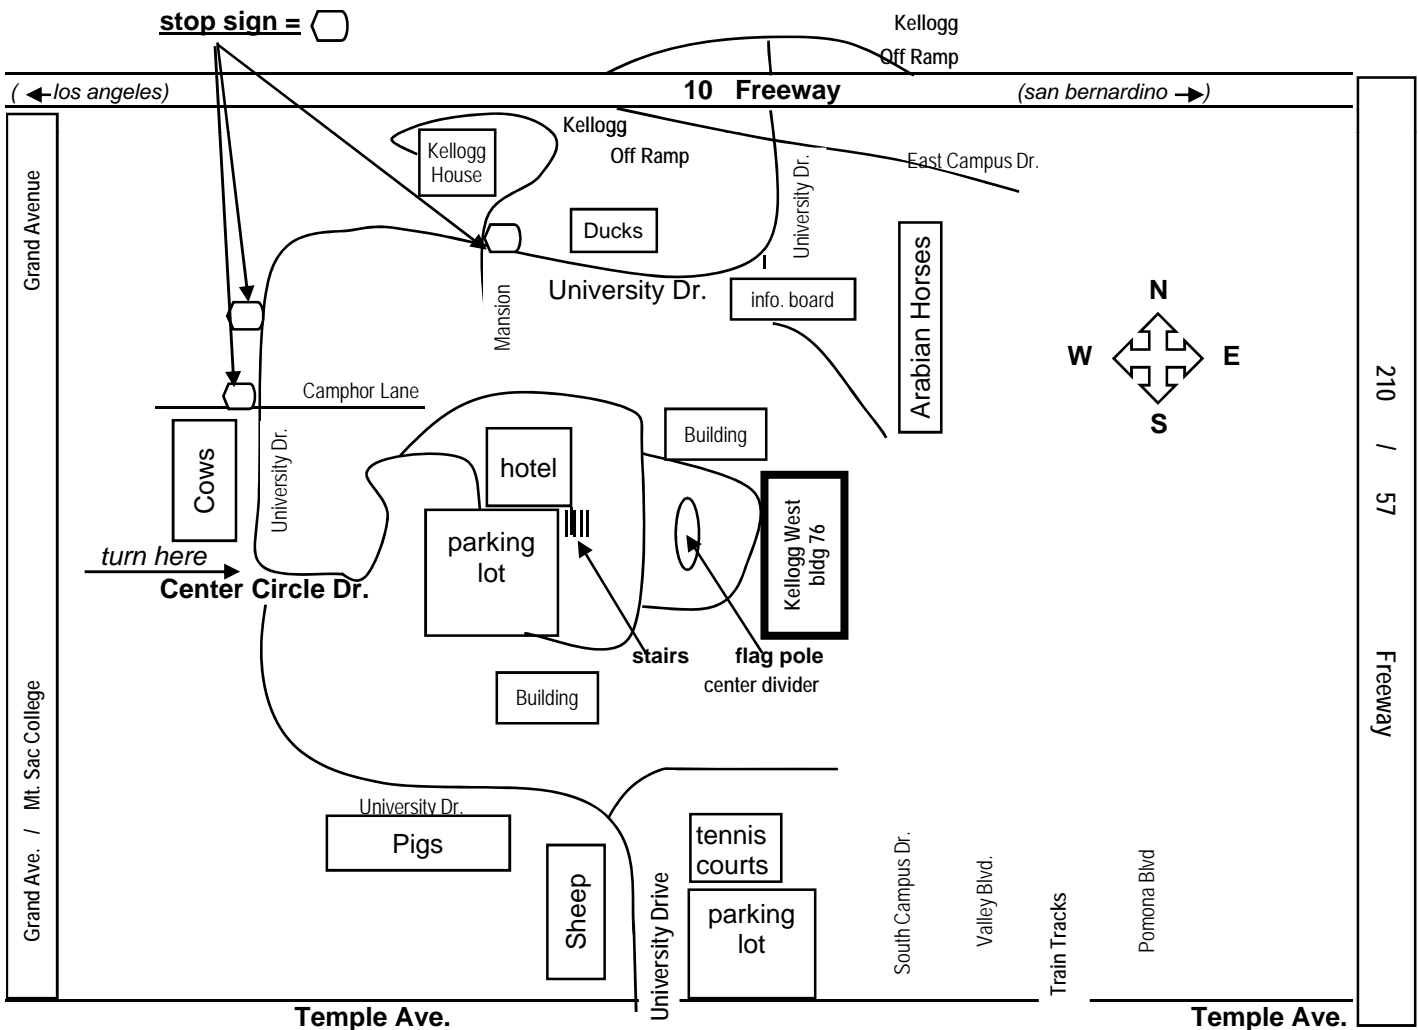 stop sign =
Kellogg
Off Ramp
( los angeles)
10 Freeway
(san bernardino )
Kellogg
Off Ramp
East Campus Dr.
Kellogg
House
University Dr.
Grand Avenue
Ducks
Arabian Horses
University Dr.
info. board
Mansion
N
W
E
S
210 / 57 Freeway
Camphor Lane
Building
University Dr.
hotel
Cows
parking
lot
Kellogg West
bldg 76
turn here
Center Circle Dr.
stairs
flag pole
center divider
Building
Grand Ave. / Mt. Sac College
University Dr.
Pigs
tennis
courts
Sheep
University Drive
parking
lot
South Campus Dr.
Valley Blvd.
Train Tracks
Pomona Blvd
Temple Ave.
Temple Ave.